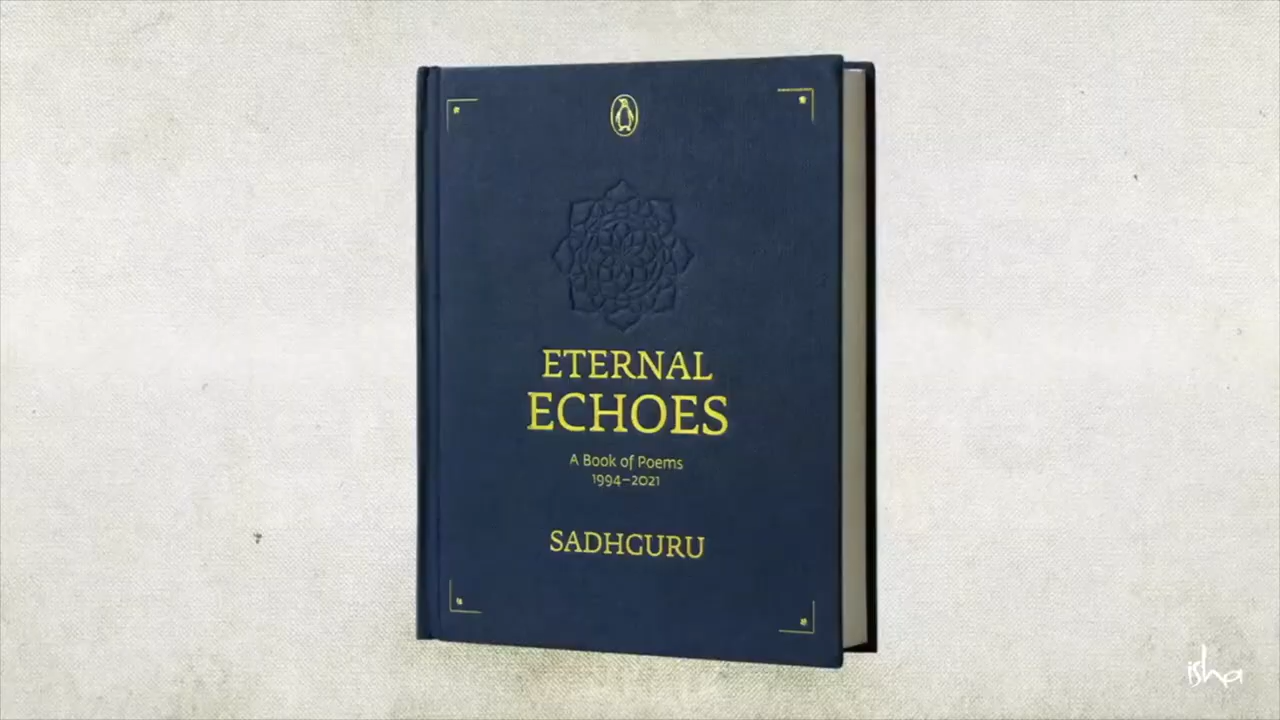 ETERNAL
ECHOES
A Book of Poems
1994–2021
SADHGURU
isha